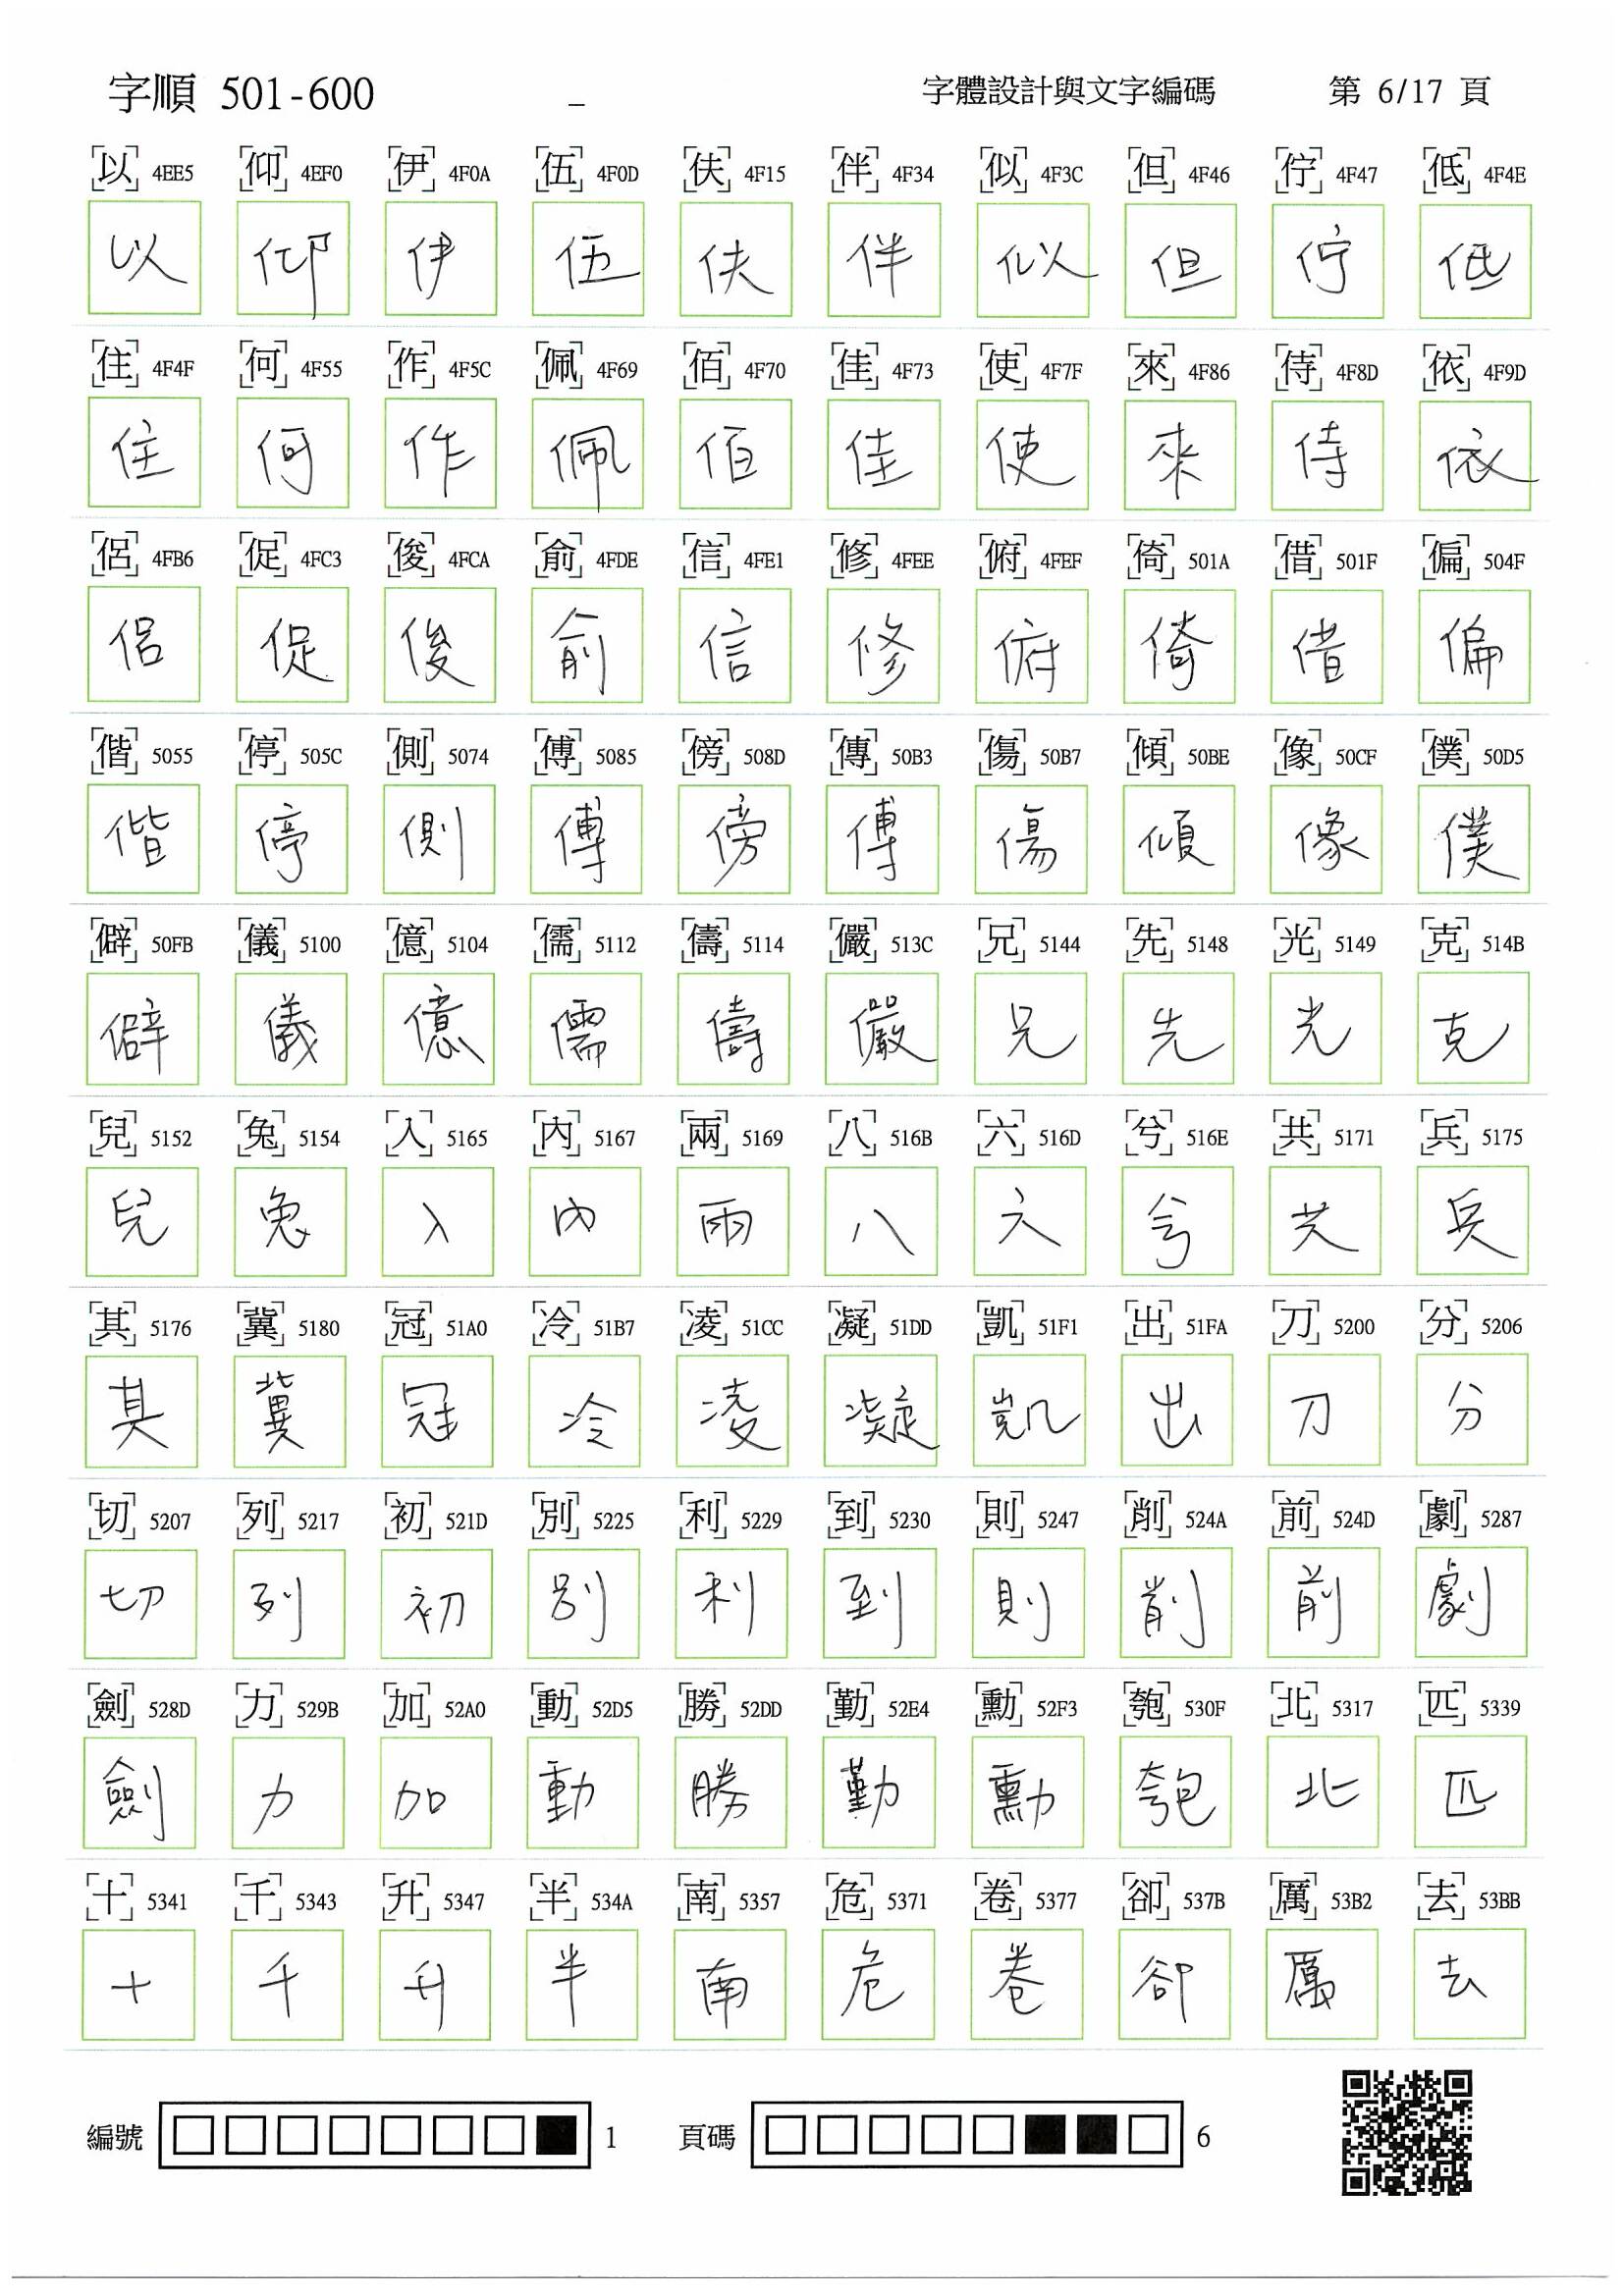 字順 501-600 _ 字體設計與文字編碼 第 6/17 頁
以 4EE5 仰 4EF0 伊 4F0A 伍 4F0D 伕 4F15 伴 4F34 似 4F3C 但 4F46 佇 4F47 低 4F4E
以 仰 伊 伍 伕 伴 似 但 佇 低
住 4F4F 何 4F55 作 4F5C 佩 4F69 佰 4F70 佳 4F73 使 4F7F 來 4F86 侍 4F8D 依 4F9D
住 何 作 佩 佰 佳 使 來 侍 依
侶 4FB6 促 4FC3 俊 4FCA 俞 4FDE 信 4FE1 修 4FEE 俯 4FEF 倚 501A 借 501F 偏 504F
侶 促 俊 俞 信 修 俯 倚 借 偏
偕 5055 停 505C 側 5074 傅 5085 傍 508D 傳 50B3 傷 50B7 傾 50BE 像 50CF 僕 50D5
偕 停 側 傅 傍 傅 傷 傾 像 僕
僻 50FB 儀 5100 億 5104 儒 5112 儔 5114 儼 513C 兄 5144 先 5148 光 5149 克 514B
僻 儀 億 儒 儔 儼 兄 先 光 克
兒 5152 兔 5154 入 5165 內 5167 兩 5169 八 516B 六 516D 兮 516E 共 5171 兵 5175
兒 兔 入 內 兩 八 六 兮 共 兵
其 5176 冀 5180 冠 51A0 冷 51B7 凌 51CC 凝 51DD 凱 51F1 出 51FA 刀 5200 分 5206
其 冀 冠 冷 凌 凝 凱 出 刀 分
切 5207 列 5217 初 521D 別 5225 利 5229 到 5230 則 5247 削 524A 前 524D 劇 5287
切 列 初 別 利 到 則 削 前 劇
劍 528D 力 529B 加 52A0 動 52D5 勝 52DD 勤 52E4 勳 52F3 匏 530F 北 5317 匹 5339
劍 力 加 動 勝 勤 勳 匏 北 匹
十 5341 千 5343 升 5347 半 534A 南 5357 危 5371 卷 5377 卻 537B 厲 53B2 去 53BB
十 千 升 半 南 危 卷 卻 厲 去
編號 1 頁碼 6